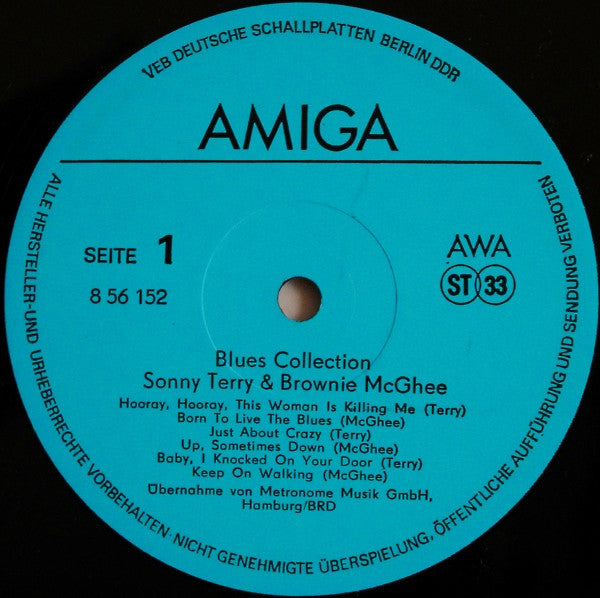 VEB DEUTSCHE SCHALLPLATTEN BERLIN DDR
AMIGA
SEITE 1
8 56 152
AWA
ST 33
Blues Collection
Sonny Terry & Brownie McGhee
Hooray, Hooray, This Woman Is Killing Me (Terry)
Born To Live The Blues (McGhee)
Just About Crazy (Terry)
Up, Sometimes Down (McGhee)
Baby, I Knocked On Your Door (Terry)
Keep On Walking (McGhee)
Übernahme von Metronome Musik GmbH,
Hamburg/BRD
ALLE HERSTELLER-UND URHEBERRECHTE VORBEHALTEN·NICHT GENEHMIGTE ÜBERSPIELUNG, ÖFFENTLICHE AUFFÜHRUNG UND SENDUNG VERBOTEN